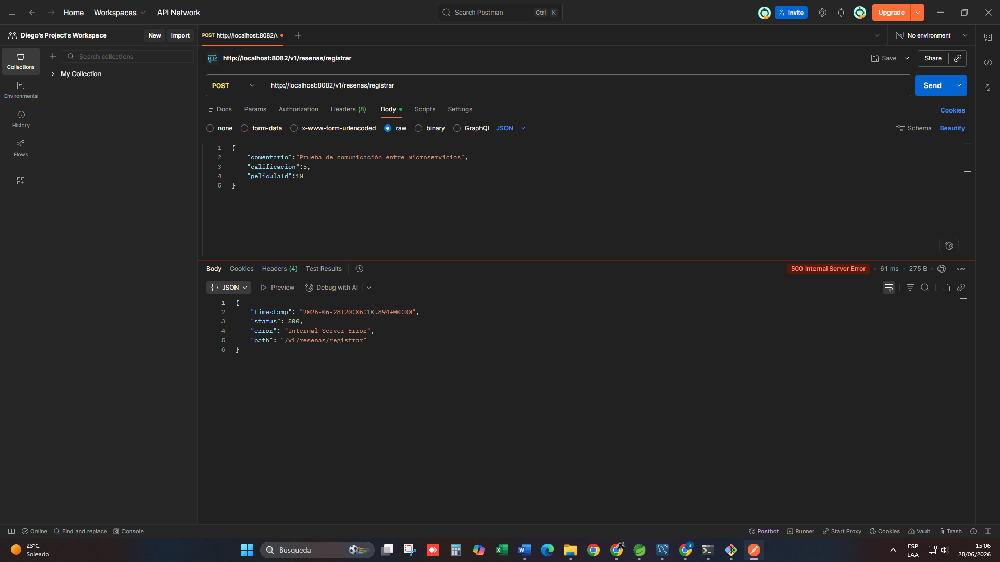 Home
Workspaces
API Network
Search Postman
Ctrl
K
Invite
Upgrade
Diego's Project's Workspace
New
Import
POST http://localhost:8082/v
No environment
Collections
Search collections
http://localhost:8082/v1/resenas/registrar
Save
Share
My Collection
POST
http://localhost:8082/v1/resenas/registrar
Send
Environments
Docs
Params
Authorization
Headers (8)
Body
Scripts
Settings
Cookies
History
none
form-data
x-www-form-urlencoded
raw
binary
GraphQL
JSON
Schema
Beautify
Flows
1 {
2 "comentario":"Prueba de comunicación entre microservicios",
3 "calificacion":5,
4 "peliculaId":10
5 }
Body
Cookies
Headers (4)
Test Results
500 Internal Server Error
61 ms
275 B
{} JSON
Preview
Debug with AI
1 {
2 "timestamp": "2026-06-28T20:06:10.894+00:00",
3 "status": 500,
4 "error": "Internal Server Error",
5 "path": "/v1/resenas/registrar"
6 }
Online
Find and replace
Console
Postbot
Runner
Start Proxy
Cookies
Vault
Trash
23°C
Soleado
Búsqueda
ESP
LAA
15:06
28/06/2026